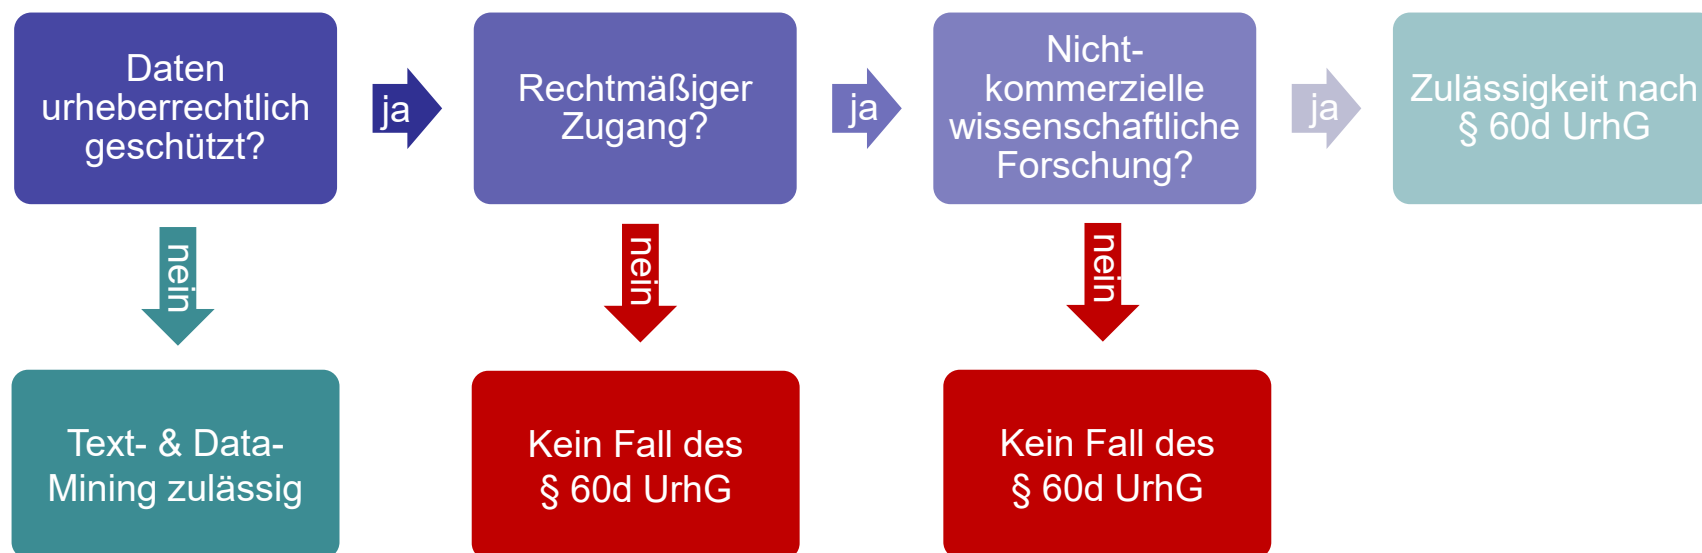 Daten
urheberrechtlich
geschützt?
ja
Rechtmäßiger
Zugang?
ja
Nicht-
kommerzielle
wissenschaftliche
Forschung?
ja
Zulässigkeit nach
§ 60d UrhG
nein
nein
nein
Text- & Data-
Mining zulässig
Kein Fall des
§ 60d UrhG
Kein Fall des
§ 60d UrhG